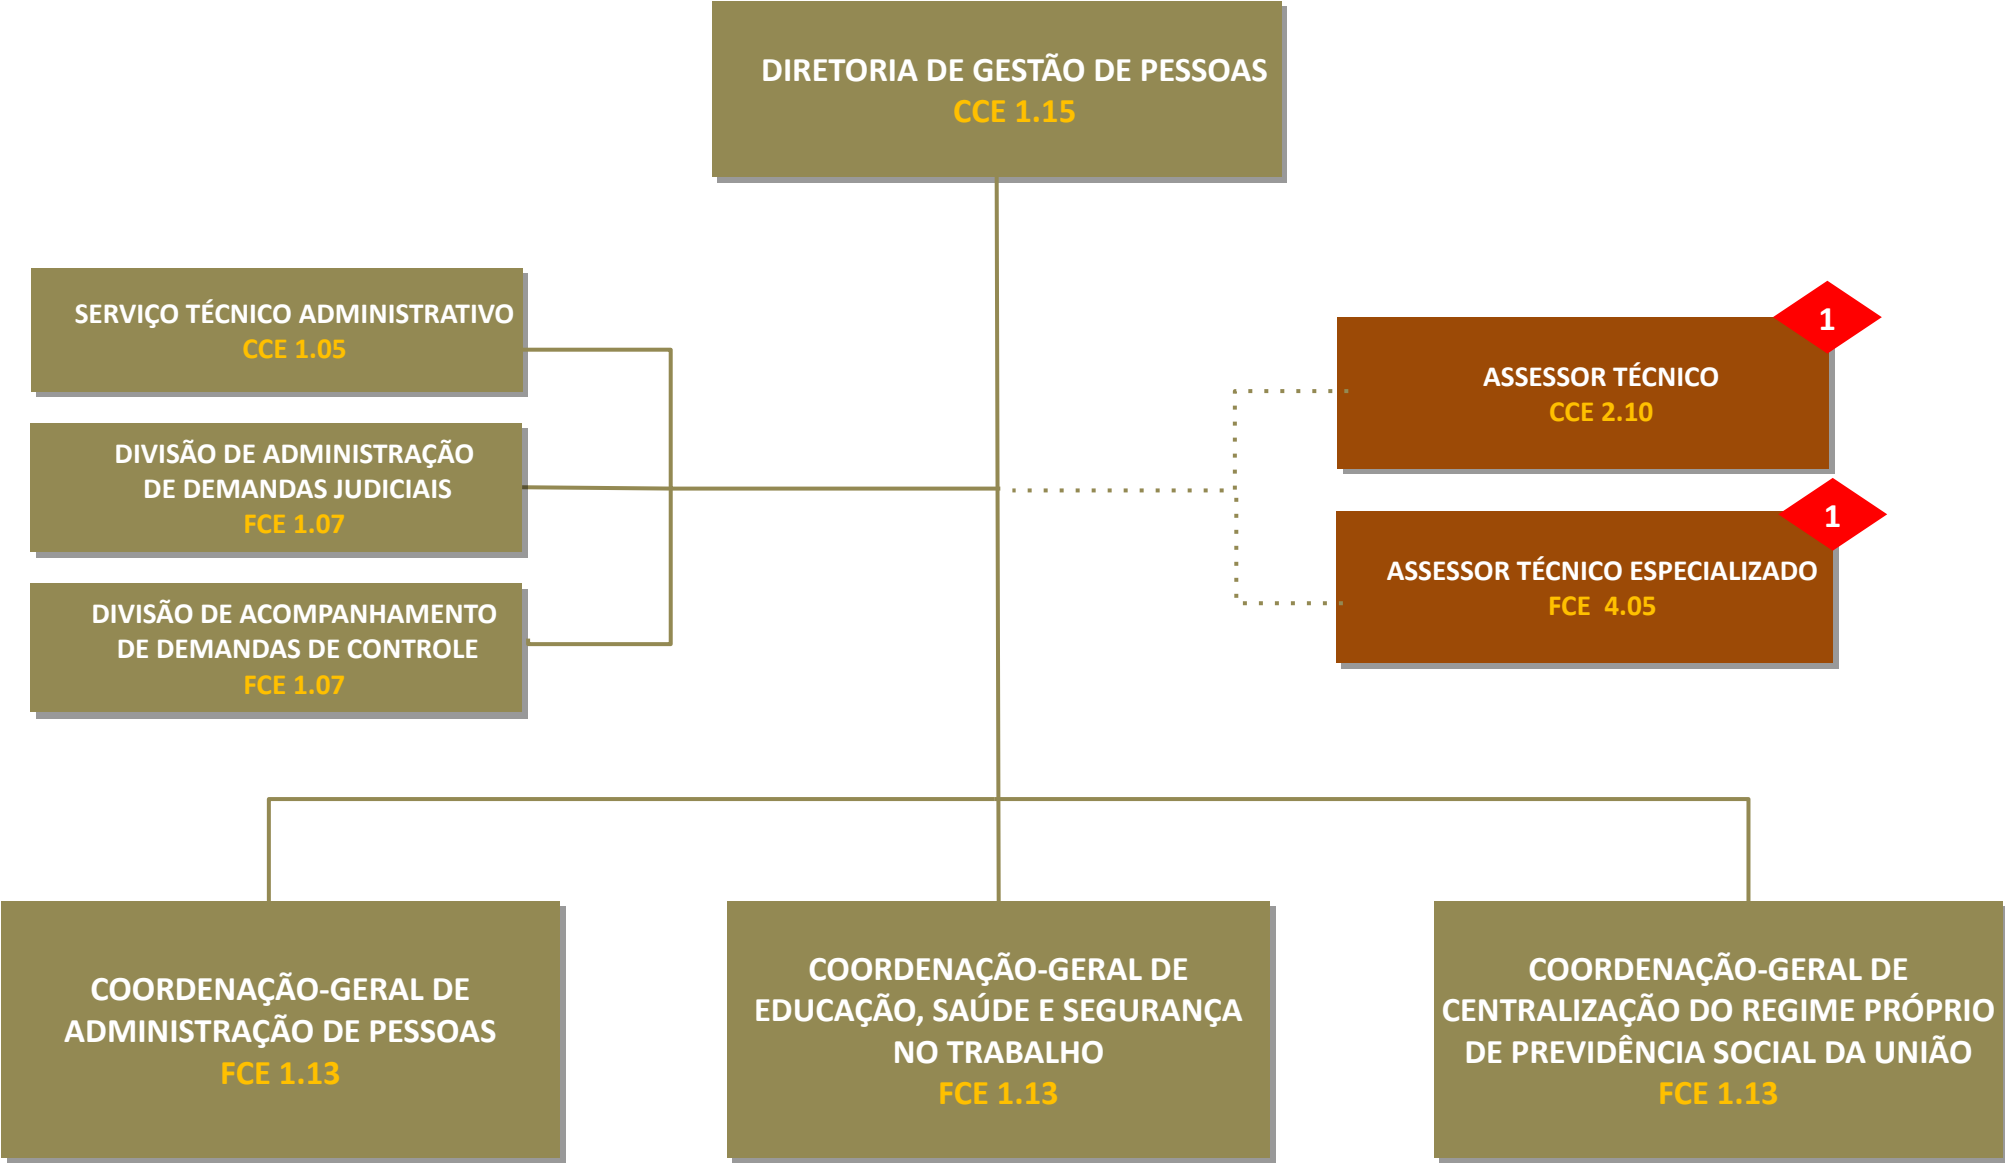 DIRETORIA DE GESTÃO DE PESSOAS
CCE 1.15
SERVIÇO TÉCNICO ADMINISTRATIVO
CCE 1.05
DIVISÃO DE ADMINISTRAÇÃO
DE DEMANDAS JUDICIAIS
FCE 1.07
DIVISÃO DE ACOMPANHAMENTO
DE DEMANDAS DE CONTROLE
FCE 1.07
1
ASSESSOR TÉCNICO
CCE 2.10
1
ASSESSOR TÉCNICO ESPECIALIZADO
FCE 4.05
COORDENAÇÃO-GERAL DE
ADMINISTRAÇÃO DE PESSOAS
FCE 1.13
COORDENAÇÃO-GERAL DE
EDUCAÇÃO, SAÚDE E SEGURANÇA
NO TRABALHO
FCE 1.13
COORDENAÇÃO-GERAL DE
CENTRALIZAÇÃO DO REGIME PRÓPRIO
DE PREVIDÊNCIA SOCIAL DA UNIÃO
FCE 1.13